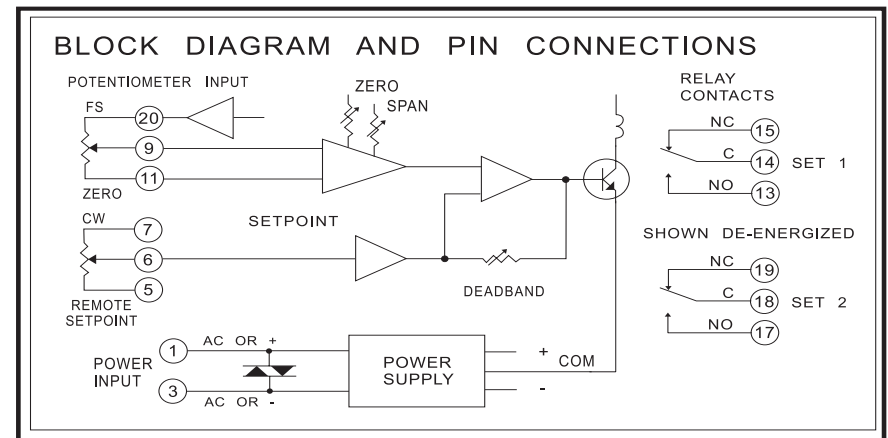 BLOCK DIAGRAM AND PIN CONNECTIONS
POTENTIOMETER INPUT
FS
20
9
11
ZERO
ZERO
SPAN
CW
7
6
5
REMOTE
SETPOINT
SETPOINT
DEADBAND
POWER
INPUT
1
AC OR +
3
AC OR -
POWER
SUPPLY
+
COM
-
RELAY
CONTACTS
NC
15
C
14
SET 1
NO
13
SHOWN DE-ENERGIZED
NC
19
C
18
SET 2
NO
17